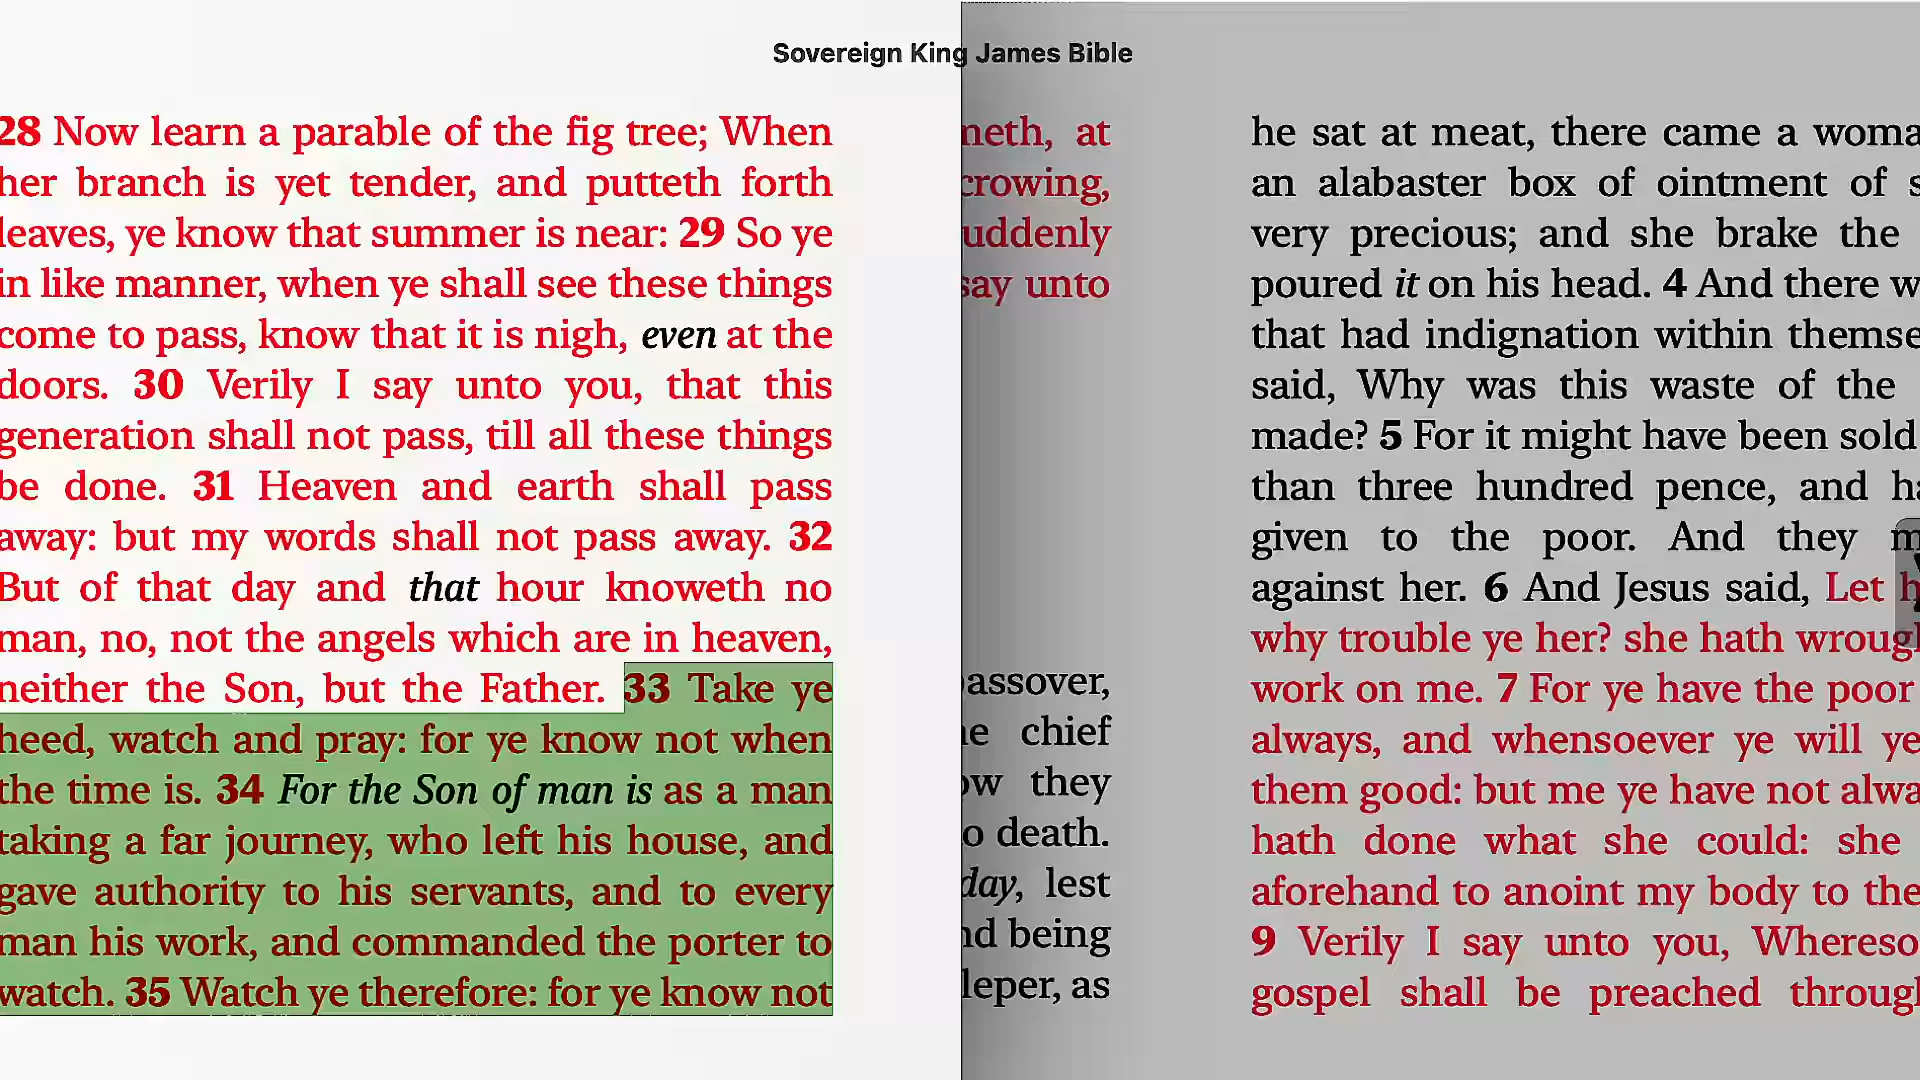 Sovereign King James Bible
28 Now learn a parable of the fig tree; When
her branch is yet tender, and putteth forth
leaves, ye know that summer is near: 29 So ye
in like manner, when ye shall see these things
come to pass, know that it is nigh, even at the
doors. 30 Verily I say unto you, that this
generation shall not pass, till all these things
be done. 31 Heaven and earth shall pass
away: but my words shall not pass away. 32
But of that day and that hour knoweth no
man, no, not the angels which are in heaven,
neither the Son, but the Father. 33 Take ye
heed, watch and pray: for ye know not when
the time is. 34 For the Son of man is as a man
taking a far journey, who left his house, and
gave authority to his servants, and to every
man his work, and commanded the porter to
watch. 35 Watch ye therefore: for ye know not
at
crowing,
say unto
chief
they
death.
day, lest
being
leper, as
he sat at meat, there came a
an alabaster box of ointment of
very precious; and she brake the
poured it on his head. 4 And there
that had indignation within
said, Why was this waste of the
made? 5 For it might have been sold
than three hundred pence, and
given to the poor. And they
against her. 6 And Jesus said, Let
why trouble ye her? she hath
work on me. 7 For ye have the poor
always, and whensoever ye will ye
them good: but me ye have not
hath done what she could: she
aforehand to anoint my body to the
9 Verily I say unto you,
gospel shall be preached